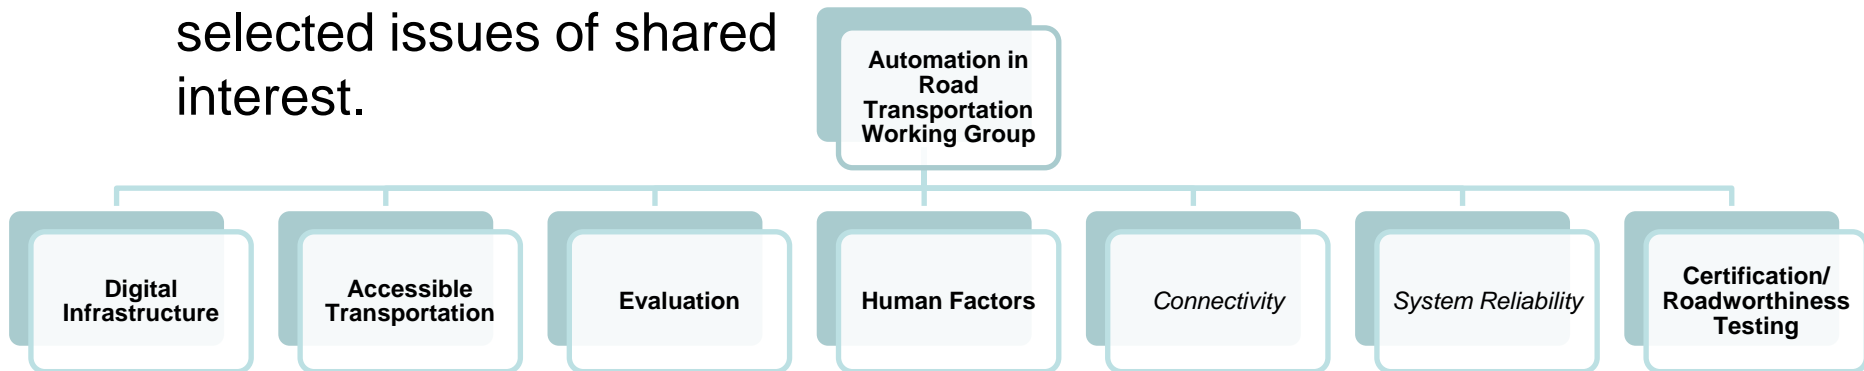 selected issues of shared
interest.
Automation in
Road
Transportation
Working Group
Digital
Infrastructure
Accessible
Transportation
Evaluation
Human Factors
Connectivity
System Reliability
Certification/
Roadworthiness
Testing